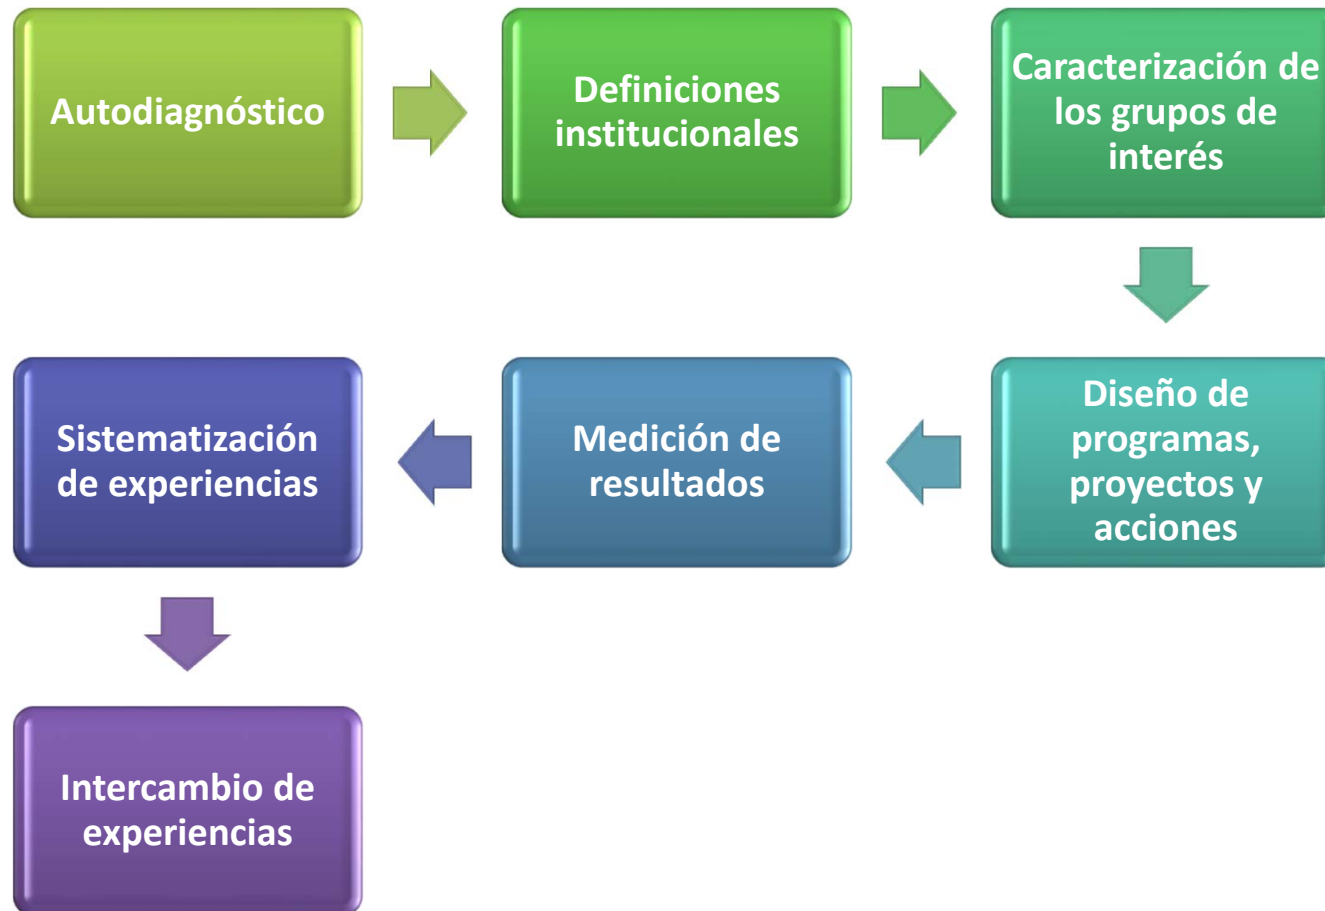 Autodiagnóstico
Definiciones
institucionales
Caracterización de
los grupos de
interés
Diseño de
programas,
proyectos y
acciones
Medición de
resultados
Sistematización
de experiencias
Intercambio de
experiencias